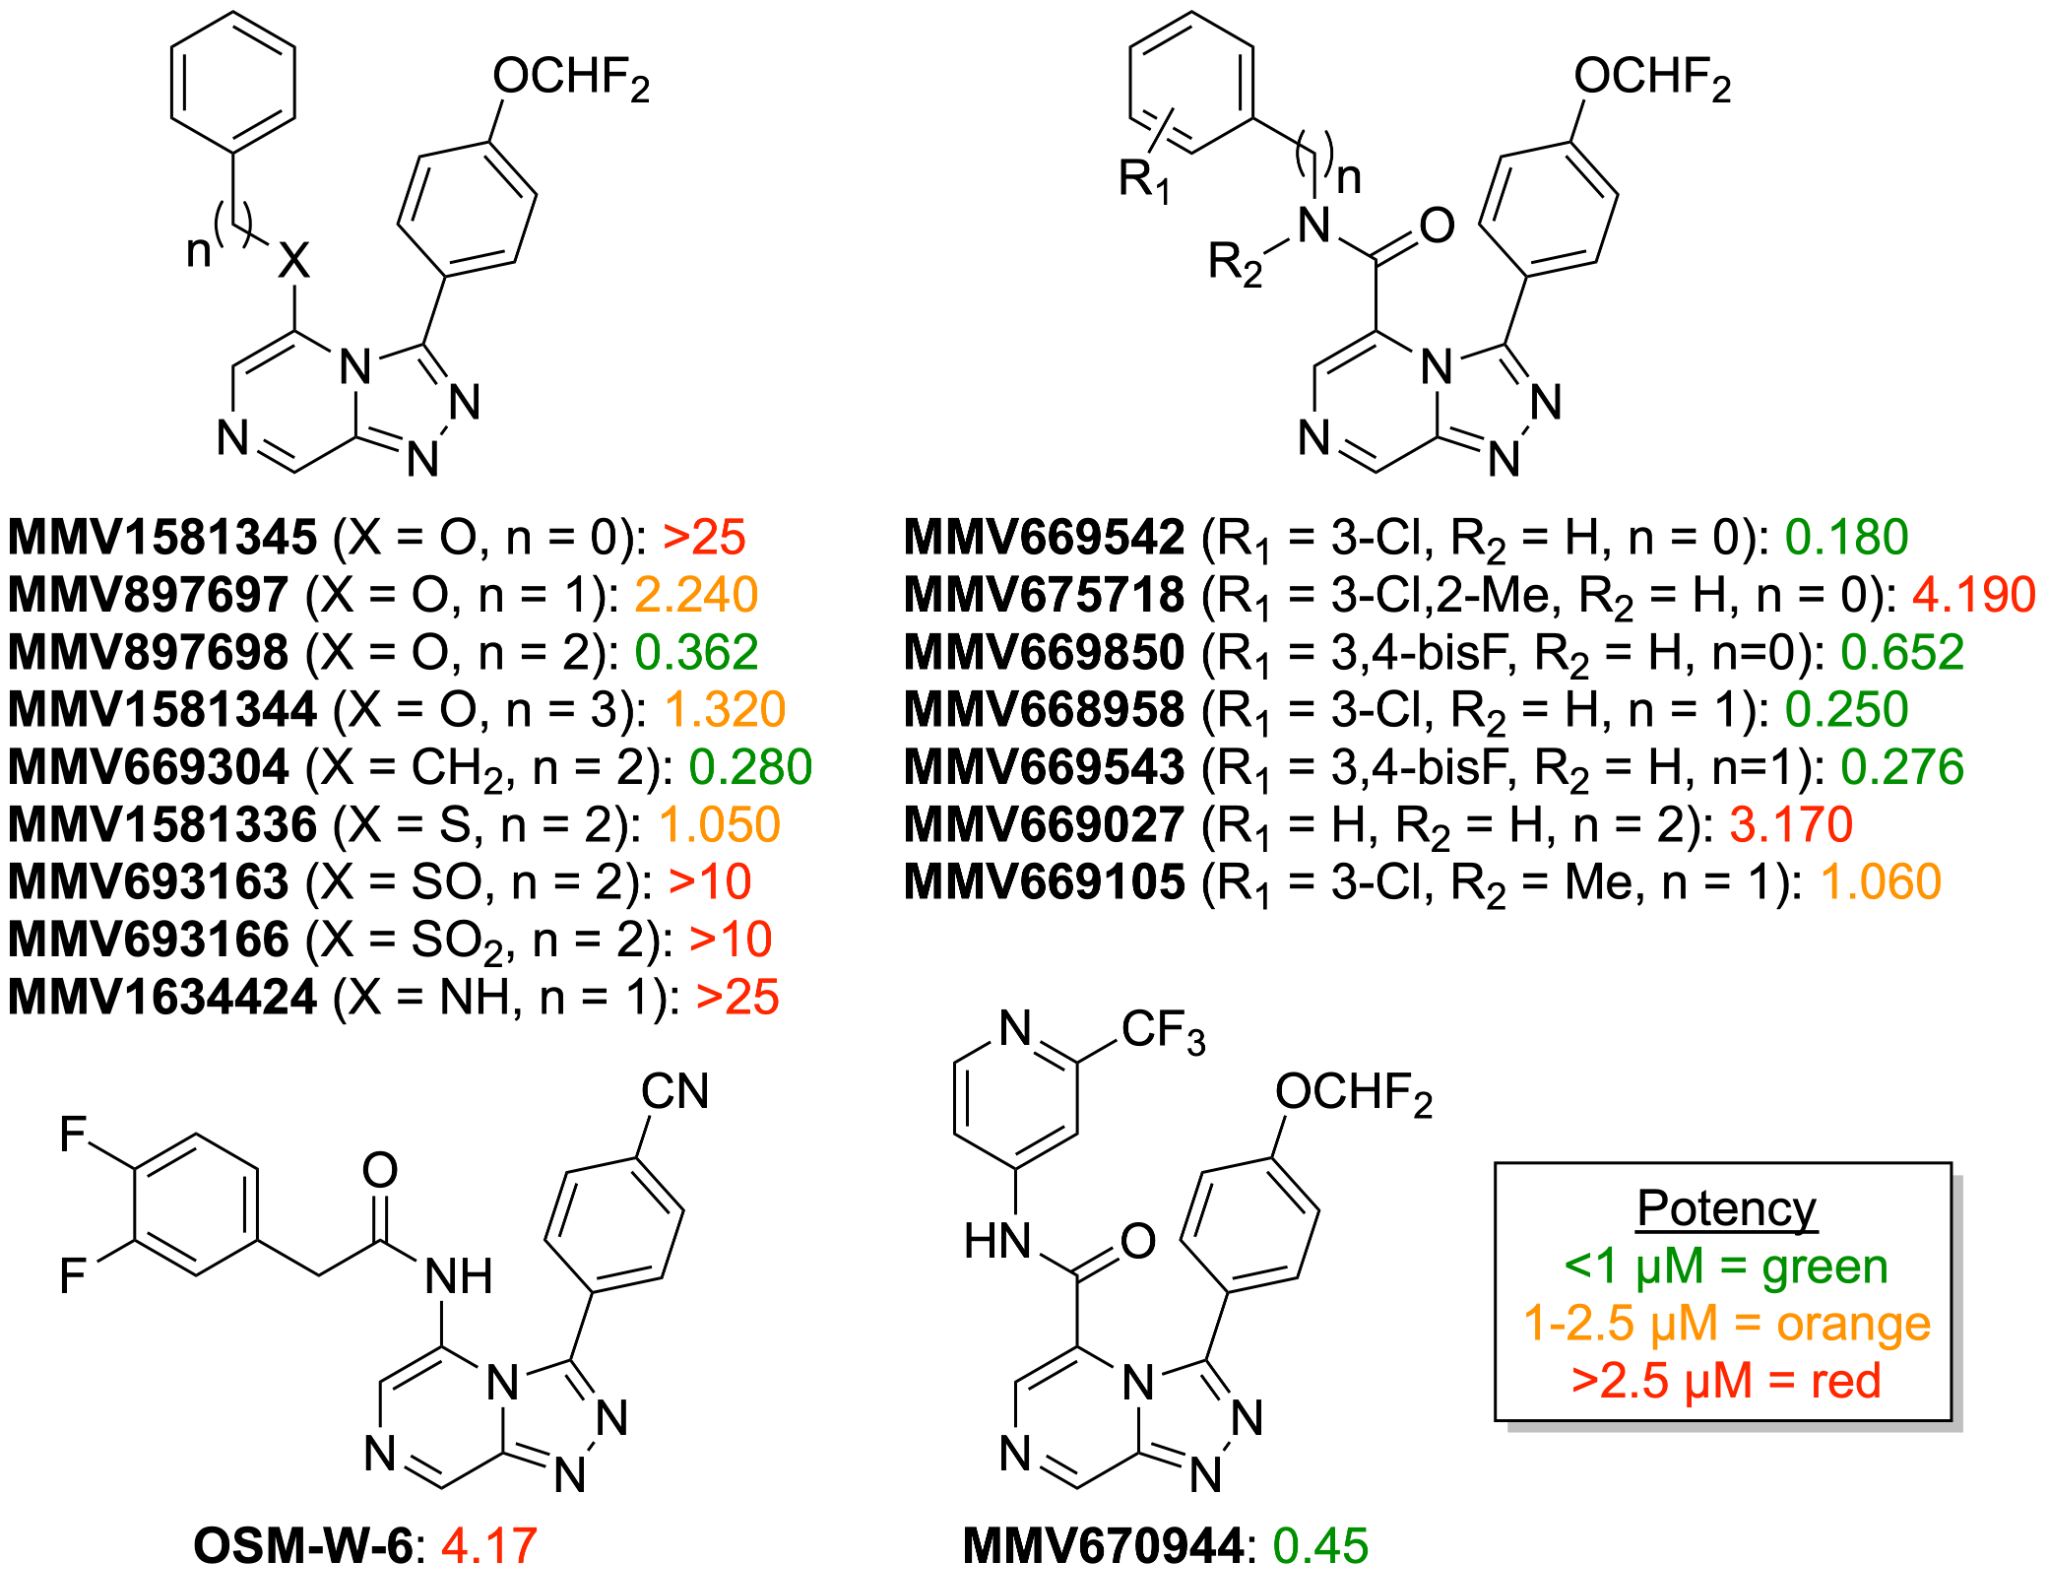 OCHF2
n
X
N
N
N
N
MMV1581345 (X = O, n = 0): >25
MMV897697 (X = O, n = 1): 2.240
MMV897698 (X = O, n = 2): 0.362
MMV1581344 (X = O, n = 3): 1.320
MMV669304 (X = CH2, n = 2): 0.280
MMV1581336 (X = S, n = 2): 1.050
MMV693163 (X = SO, n = 2): >10
MMV693166 (X = SO2, n = 2): >10
MMV1634424 (X = NH, n = 1): >25
OCHF2
R1
n
N
O
R2
N
N
N
N
MMV669542 (R1 = 3-Cl, R2 = H, n = 0): 0.180
MMV675718 (R1 = 3-Cl,2-Me, R2 = H, n = 0): 4.190
MMV669850 (R1 = 3,4-bisF, R2 = H, n=0): 0.652
MMV668958 (R1 = 3-Cl, R2 = H, n = 1): 0.250
MMV669543 (R1 = 3,4-bisF, R2 = H, n=1): 0.276
MMV669027 (R1 = H, R2 = H, n = 2): 3.170
MMV669105 (R1 = 3-Cl, R2 = Me, n = 1): 1.060
CN
F
O
F
NH
N
N
N
N
OSM-W-6: 4.17
N
CF3
OCHF2
HN
O
N
N
N
N
MMV670944: 0.45
Potency
<1 µM = green
1-2.5 µM = orange
>2.5 µM = red